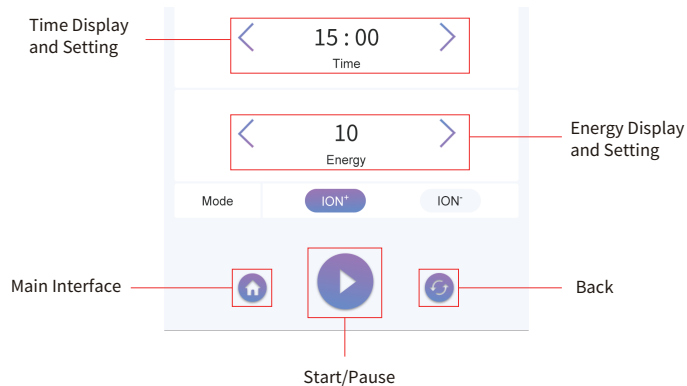 Time Display
and Setting
15 : 00
Time
10
Energy
Energy Display
and Setting
Mode
ION⁺
ION⁻
Main Interface
Back
Start/Pause